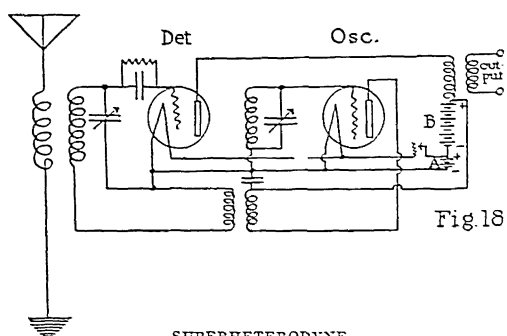 Det
Osc.
out-
put
B
+
-
+
A
-
Fig.18
SUPERHETERODYNE